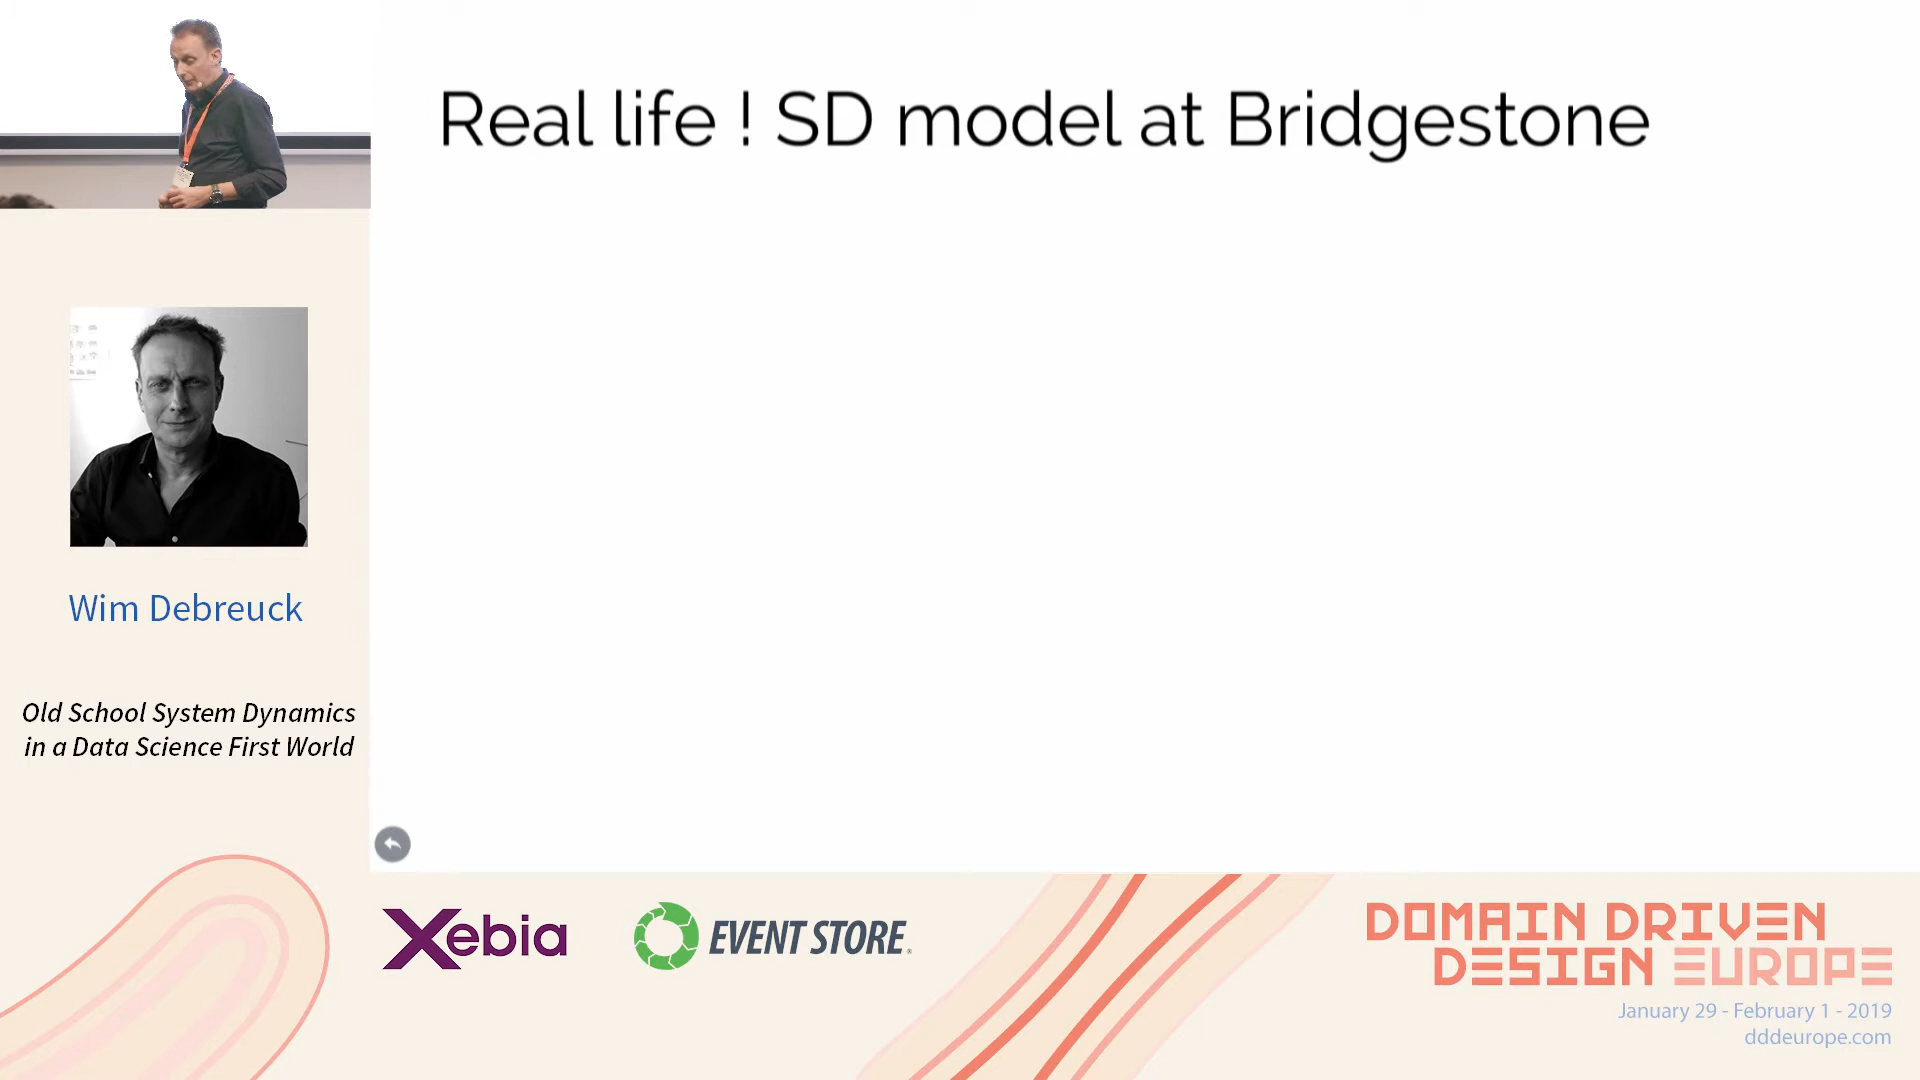 Real life ! SD model at Bridgestone
Wim Debreuck
Old School System Dynamics
in a Data Science First World
Xebia
EVENT STORE
DOMAIN DRIVEN
DESIGN EUROPE
January 29 - February 1 - 2019
dddeurope.com